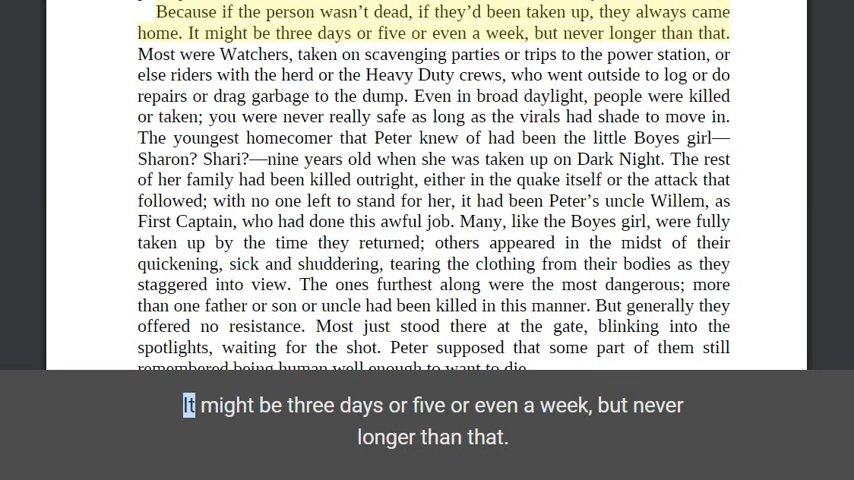 Because if the person wasn’t dead, if they’d been taken up, they always came
home. It might be three days or five or even a week, but never longer than that.
Most were Watchers, taken on scavenging parties or trips to the power station, or
else riders with the herd or the Heavy Duty crews, who went outside to log or do
repairs or drag garbage to the dump. Even in broad daylight, people were killed
or taken; you were never really safe as long as the virals had shade to move in.
The youngest homecomer that Peter knew of had been the little Boyes girl—
Sharon? Shari?—nine years old when she was taken up on Dark Night. The rest
of her family had been killed outright, either in the quake itself or the attack that
followed; with no one left to stand for her, it had been Peter’s uncle Willem, as
First Captain, who had done this awful job. Many, like the Boyes girl, were fully
taken up by the time they returned; others appeared in the midst of their
quickening, sick and shuddering, tearing the clothing from their bodies as they
staggered into view. The ones furthest along were the most dangerous; more
than one father or son or uncle had been killed in this manner. But generally they
offered no resistance. Most just stood there at the gate, blinking into the
spotlights, waiting for the shot. Peter supposed that some part of them still
remembered being human well enough to want to die.
It might be three days or five or even a week, but never
longer than that.